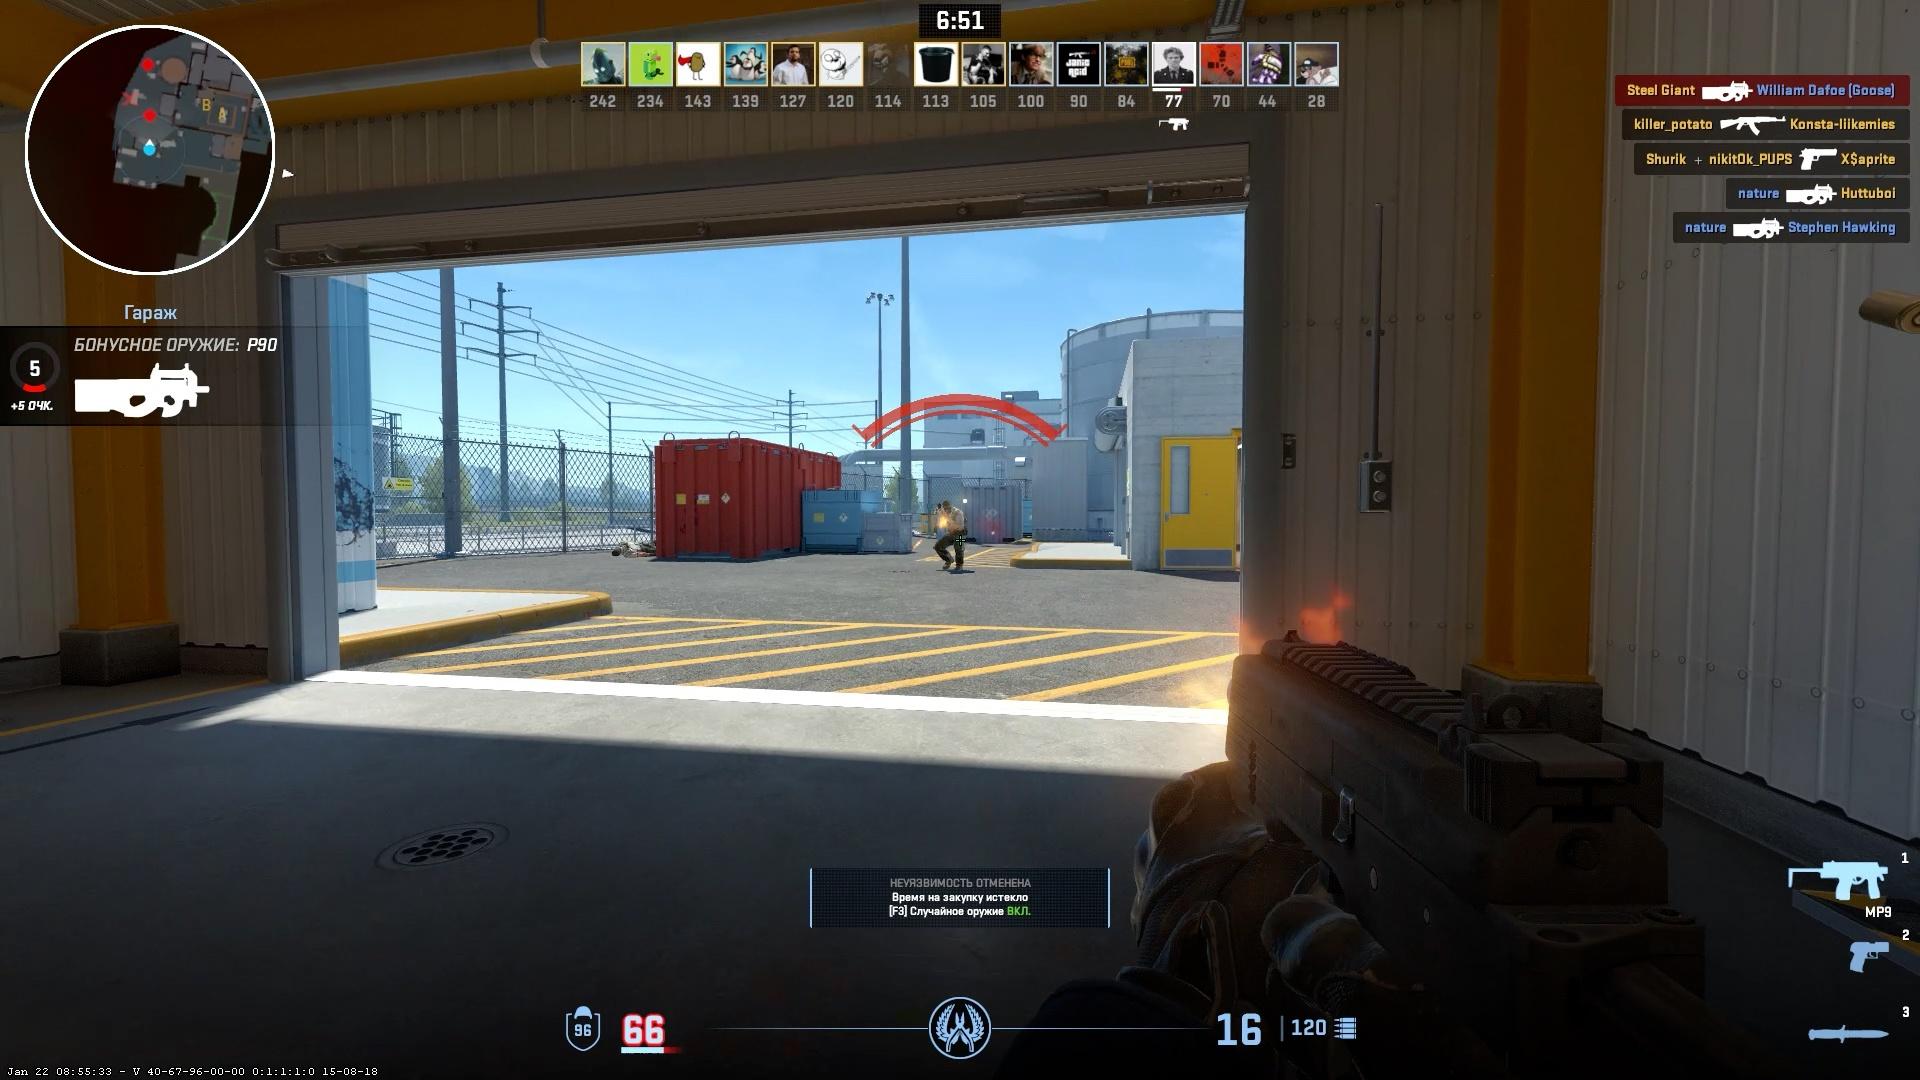 6:51
242 234 143 139 127 120 114 113 105 100 90 84 77 70 44 28
JANIC ACID
PUBG
Steel Giant William Dafoe (Goose)
killer_potato Konsta-liikemies
Shurik + nikitOk_PUPS X$aprite
nature Huttuboi
nature Stephen Hawking
B A
Гараж
БОНУСНОЕ ОРУЖИЕ: P90
5
+5 ОЧК.
НЕУЯЗВИМОСТЬ ОТМЕНЕНА
Время на закупку истекло
[F3] Случайное оружие ВКЛ.
1
MP9
2
3
96 66 16 | 120
Jan 22 08:55:33 - V 40-67-96-00-00 0:1:1:1:0 15-08-18